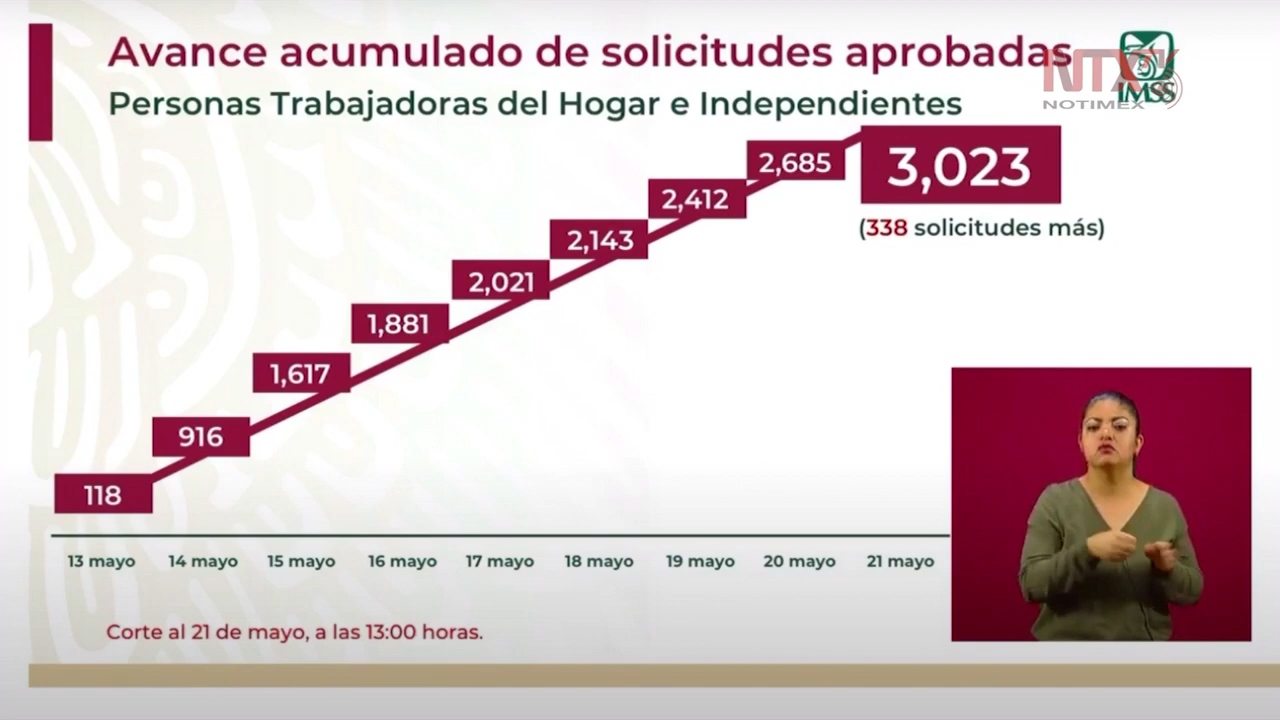 Avance acumulado de solicitudes aprobadas
NTX
NOTIMEX
IMSS
Personas Trabajadoras del Hogar e Independientes
3,023
(338 solicitudes más)
2,685
2,412
2,143
2,021
1,881
1,617
916
118
13 mayo 14 mayo 15 mayo 16 mayo 17 mayo 18 mayo 19 mayo 20 mayo 21 mayo
Corte al 21 de mayo, a las 13:00 horas.